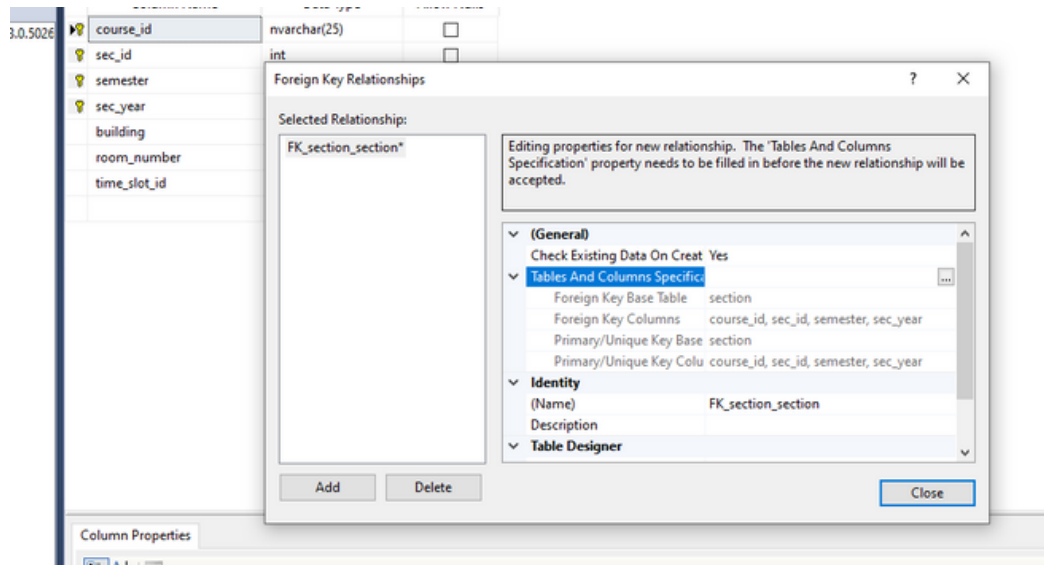 3.0.5026
course_id nvarchar(25)
sec_id int
semester
sec_year
building
room_number
time_slot_id
Foreign Key Relationships ? ×
Selected Relationship:
FK_section_section*
Editing properties for new relationship. The 'Tables And Columns
Specification' property needs to be filled in before the new relationship will be
accepted.
(General)
Check Existing Data On Creat Yes
Tables And Columns Specifica ...
Foreign Key Base Table section
Foreign Key Columns course_id, sec_id, semester, sec_year
Primary/Unique Key Base section
Primary/Unique Key Colu course_id, sec_id, semester, sec_year
Identity
(Name) FK_section_section
Description
Table Designer
Add Delete
Close
Column Properties